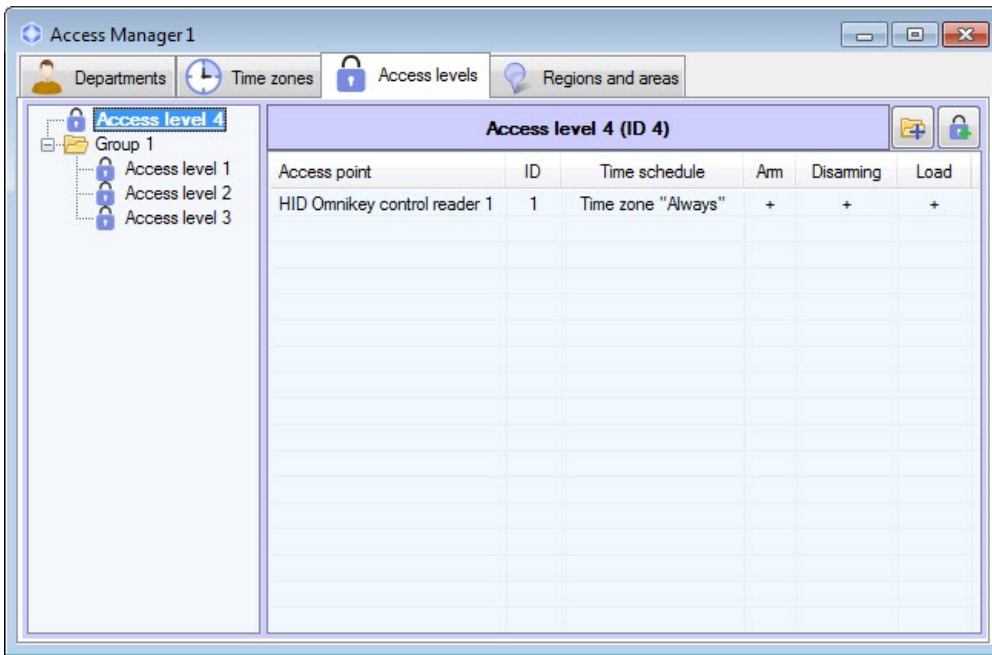 Access Manager 1
Departments Time zones Access levels Regions and areas
Access level 4
Group 1
Access level 1
Access level 2
Access level 3
Access level 4 (ID 4)
Access point ID Time schedule Arm Disarming Load
HID Omnikey control reader 1 1 Time zone "Always" + + +